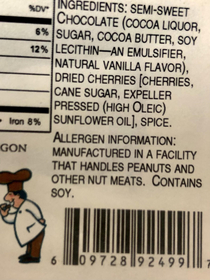 %DV*
6%
12%
INGREDIENTS: SEMI-SWEET
CHOCOLATE (COCOA LIQUOR,
SUGAR, COCOA BUTTER, SOY
LECITHIN—AN EMULSIFIER,
NATURAL VANILLA FLAVOR),
DRIED CHERRIES [CHERRIES,
CANE SUGAR, EXPELLER
PRESSED (HIGH OLEIC)
SUNFLOWER OIL], SPICE.
• Iron 8%
ALLERGEN INFORMATION:
MANUFACTURED IN A FACILITY
THAT HANDLES PEANUTS AND
OTHER NUT MEATS. CONTAINS
SOY.
GON
6 09728 92499 7